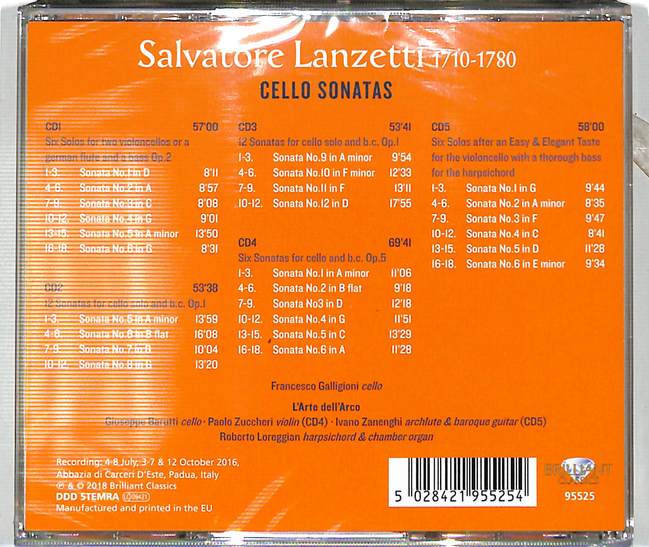 Salvatore Lanzetti 1710-1780
CELLO SONATAS
CD1 57'00
Six Solos for two violoncellos or a
german flute and a bass Op.2
1-3. Sonata No.1 in D 8'11
4-6. Sonata No.2 in A 8'57
7-9. Sonata No.3 in C 8'08
10-12. Sonata No.4 in G 9'01
13-15. Sonata No.5 in A minor 13'50
16-18. Sonata No.6 in G 8'31
CD2 53'38
12 Sonatas for cello solo and b.c. Op.1
1-3. Sonata No.5 in A minor 13'59
4-6. Sonata No.6 in B flat 16'08
7-9. Sonata No.7 in 10'04
10-12. Sonata No.8 in G 13'20
CD3 53'41
12 Sonatas for cello solo and b.c. Op.1
1-3. Sonata No.9 in A minor 9'54
4-6. Sonata No.10 in F minor 12'33
7-9. Sonata No.11 in F 13'11
10-12. Sonata No.12 in D 17'55
CD4 69'41
Six Sonatas for cello and b.c. Op.5
1-3. Sonata No.1 in A minor 11'06
4-6. Sonata No.2 in B flat 9'18
7-9. Sonata No3 in D 12'18
10-12. Sonata No.4 in G 11'51
13-15. Sonata No.5 in C 13'29
16-18. Sonata No.6 in A 11'28
CD5 58'00
Six Solos after an Easy & Elegant Taste
for the violoncello with a thorough bass
for the harpsichord
1-3. Sonata No.1 in G 9'44
4-6. Sonata No.2 in A minor 8'35
7-9. Sonata No.3 in F 9'47
10-12. Sonata No.4 in C 8'41
13-15. Sonata No.5 in D 11'28
16-18. Sonata No.6 in E minor 9'34
Francesco Galligioni cello
L'Arte dell'Arco
Giuseppe Barutti cello · Paolo Zuccheri violin (CD4) · Ivano Zanenghi archlute & baroque guitar (CD5)
Roberto Loreggian harpsichord & chamber organ
Recording: 4-8 July, 3-7 & 12 October 2016,
Abbazia di Carceri D'Este, Padua, Italy
℗ & © 2018 Brilliant Classics
DDD STEMRA LC 09421
Manufactured and printed in the EU
5 028421 955254
BRILLIANT
CLASSICS
95525